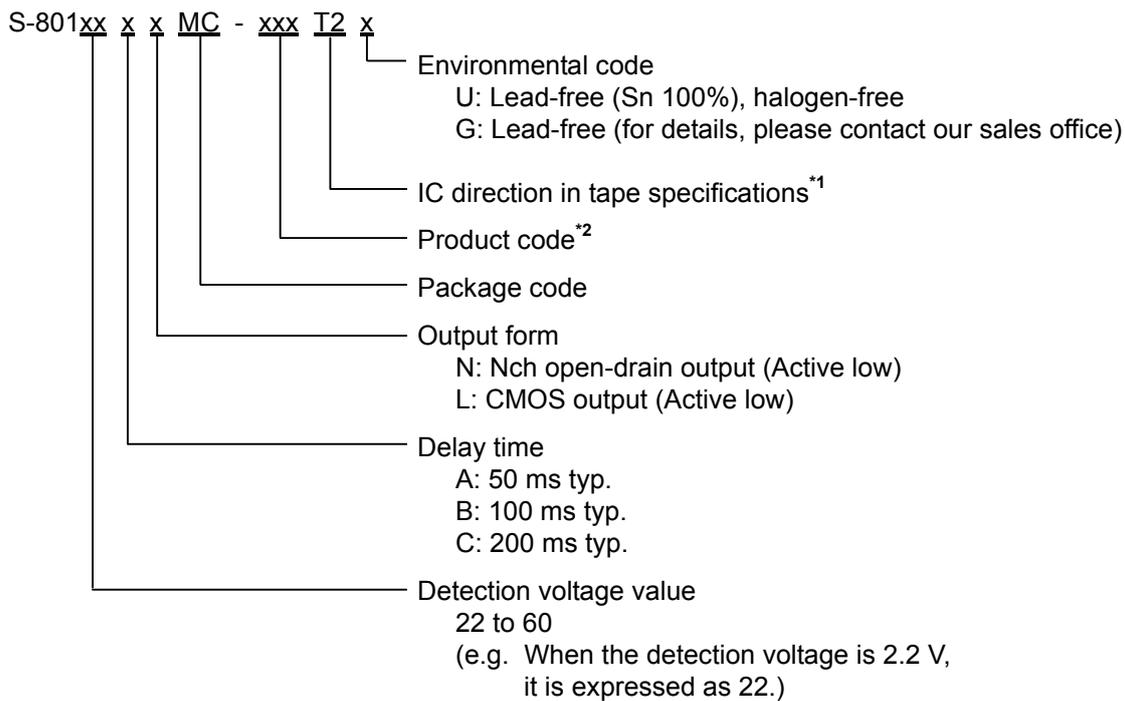 S-801xx x x MC - xxx T2 x
Environmental code
U: Lead-free (Sn 100%), halogen-free
G: Lead-free (for details, please contact our sales office)
IC direction in tape specifications*1
Product code*2
Package code
Output form
N: Nch open-drain output (Active low)
L: CMOS output (Active low)
Delay time
A: 50 ms typ.
B: 100 ms typ.
C: 200 ms typ.
Detection voltage value
22 to 60
(e.g. When the detection voltage is 2.2 V,
it is expressed as 22.)